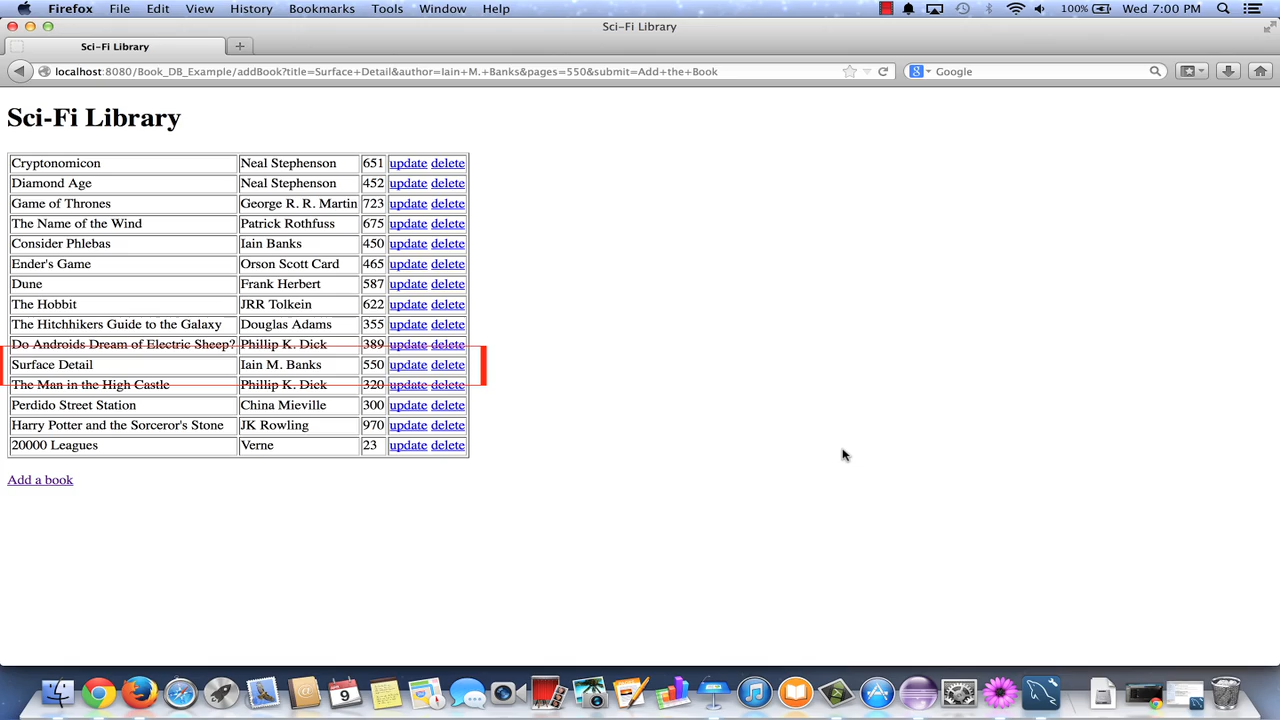 Firefox File Edit View History Bookmarks Tools Window Help 100% Wed 7:00 PM
Sci-Fi Library
Sci-Fi Library
localhost:8080/Book_DB_Example/addBook?title=Surface+Detail&author=Iain+M.+Banks&pages=550&submit=Add+the+Book Google
Sci-Fi Library
Cryptonomicon Neal Stephenson 651 update delete
Diamond Age Neal Stephenson 452 update delete
Game of Thrones George R. R. Martin 723 update delete
The Name of the Wind Patrick Rothfuss 675 update delete
Consider Phlebas Iain Banks 450 update delete
Ender's Game Orson Scott Card 465 update delete
Dune Frank Herbert 587 update delete
The Hobbit JRR Tolkein 622 update delete
The Hitchhikers Guide to the Galaxy Douglas Adams 355 update delete
Do Androids Dream of Electric Sheep? Phillip K. Dick 389 update delete
Surface Detail Iain M. Banks 550 update delete
The Man in the High Castle Phillip K. Dick 320 update delete
Perdido Street Station China Mieville 300 update delete
Harry Potter and the Sorceror's Stone JK Rowling 970 update delete
20000 Leagues Verne 23 update delete
Add a book
9